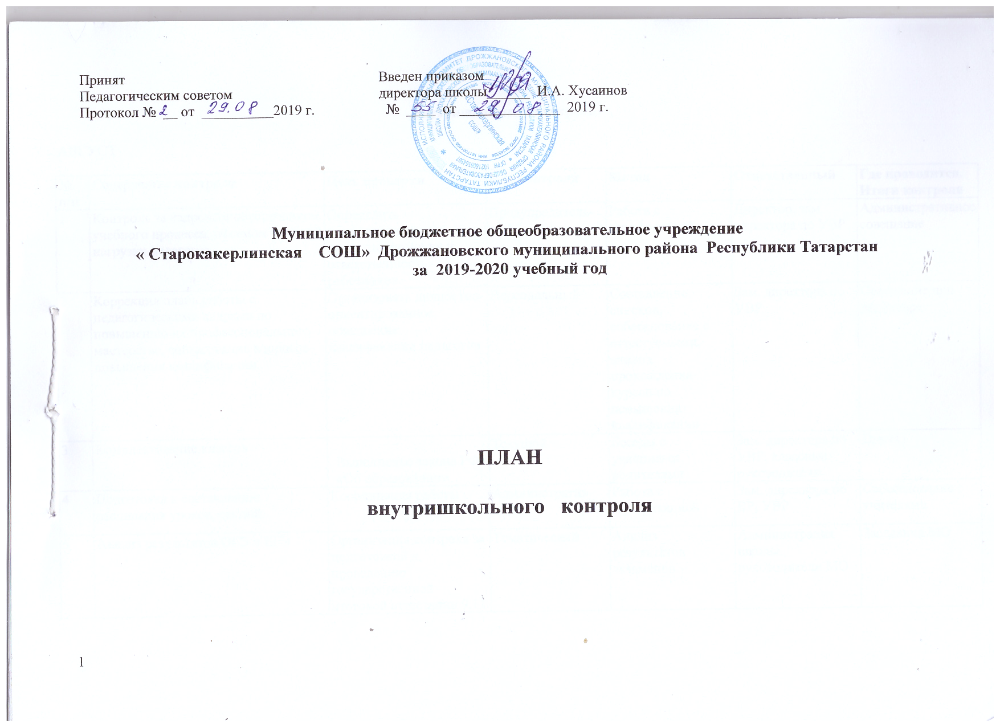 Принят
Педагогическим советом
Протокол № 2 от 29.08 2019 г.
Введен приказом
директора школы И.А. Хусаинов
№ 55 от 29/08 2019 г.
Муниципальное бюджетное общеобразовательное учреждение
« Старокакерлинская СОШ» Дрожжановского муниципального района Республики Татарстан
за 2019-2020 учебный год
ПЛАН
внутришкольного контроля
1